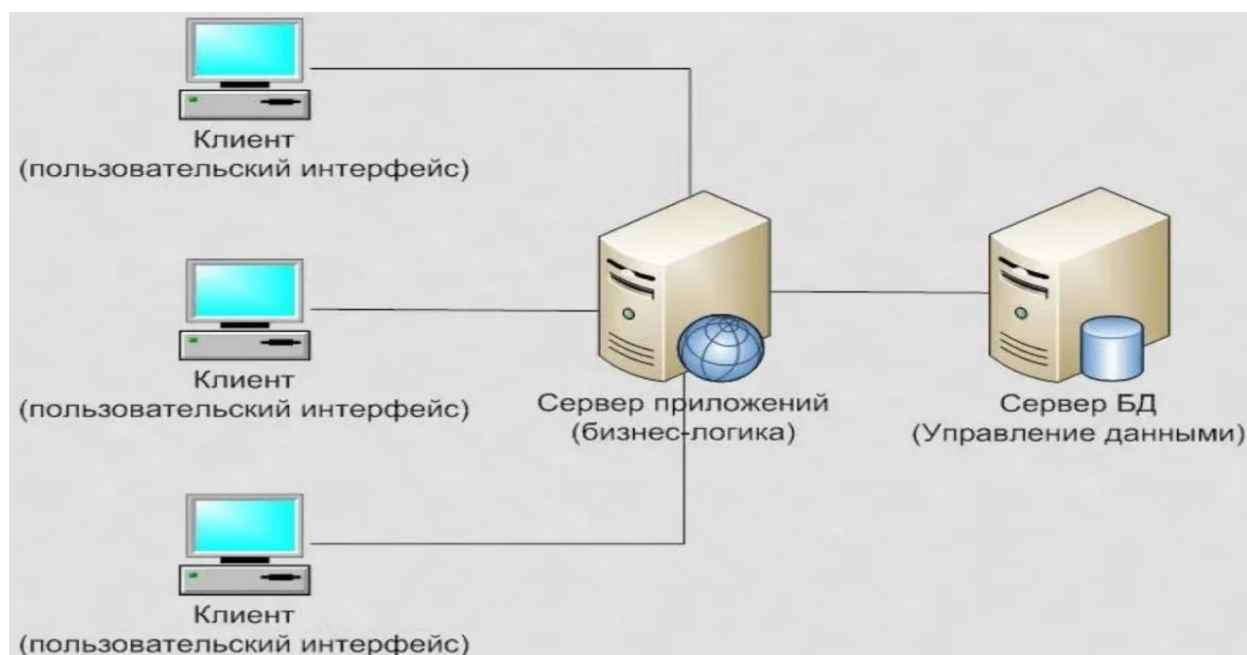 Клиент
(пользовательский интерфейс)
Клиент
(пользовательский интерфейс)
Сервер приложений
(бизнес-логика)
Сервер БД
(Управление данными)
Клиент
(пользовательский интерфейс)